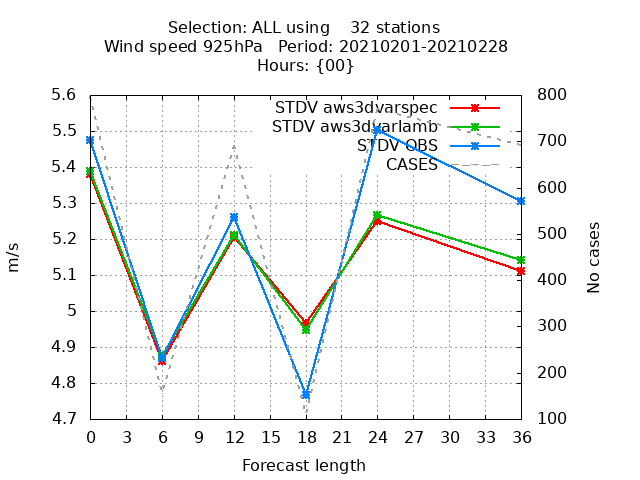 Selection: ALL using    32 stations
Wind speed 925hPa   Period: 20210201-20210228
Hours: {00}
STDV aws3dvarspec
STDV aws3dvarlamb
STDV OBS
CASES
5.6
5.5
5.4
5.3
5.2
5.1
5
4.9
4.8
4.7
m/s
800
700
600
500
400
300
200
100
No cases
0 3 6 9 12 15 18 21 24 27 30 33 36
Forecast length